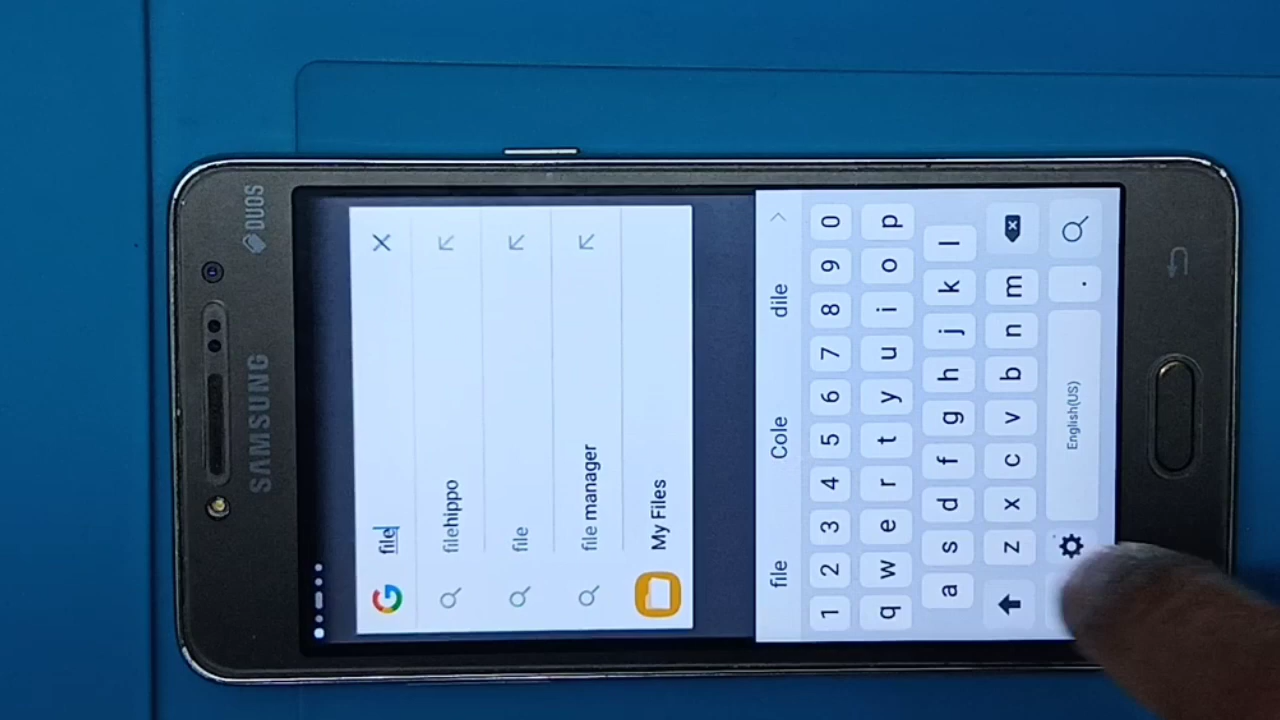 DUOS
SAMSUNG
file
filehippo
file
file manager
My Files
file Cole dile
1 2 3 4 5 6 7 8 9 0
q w e r t y u i o p
a s d f g h j k l
z x c v b n m
English(US) .